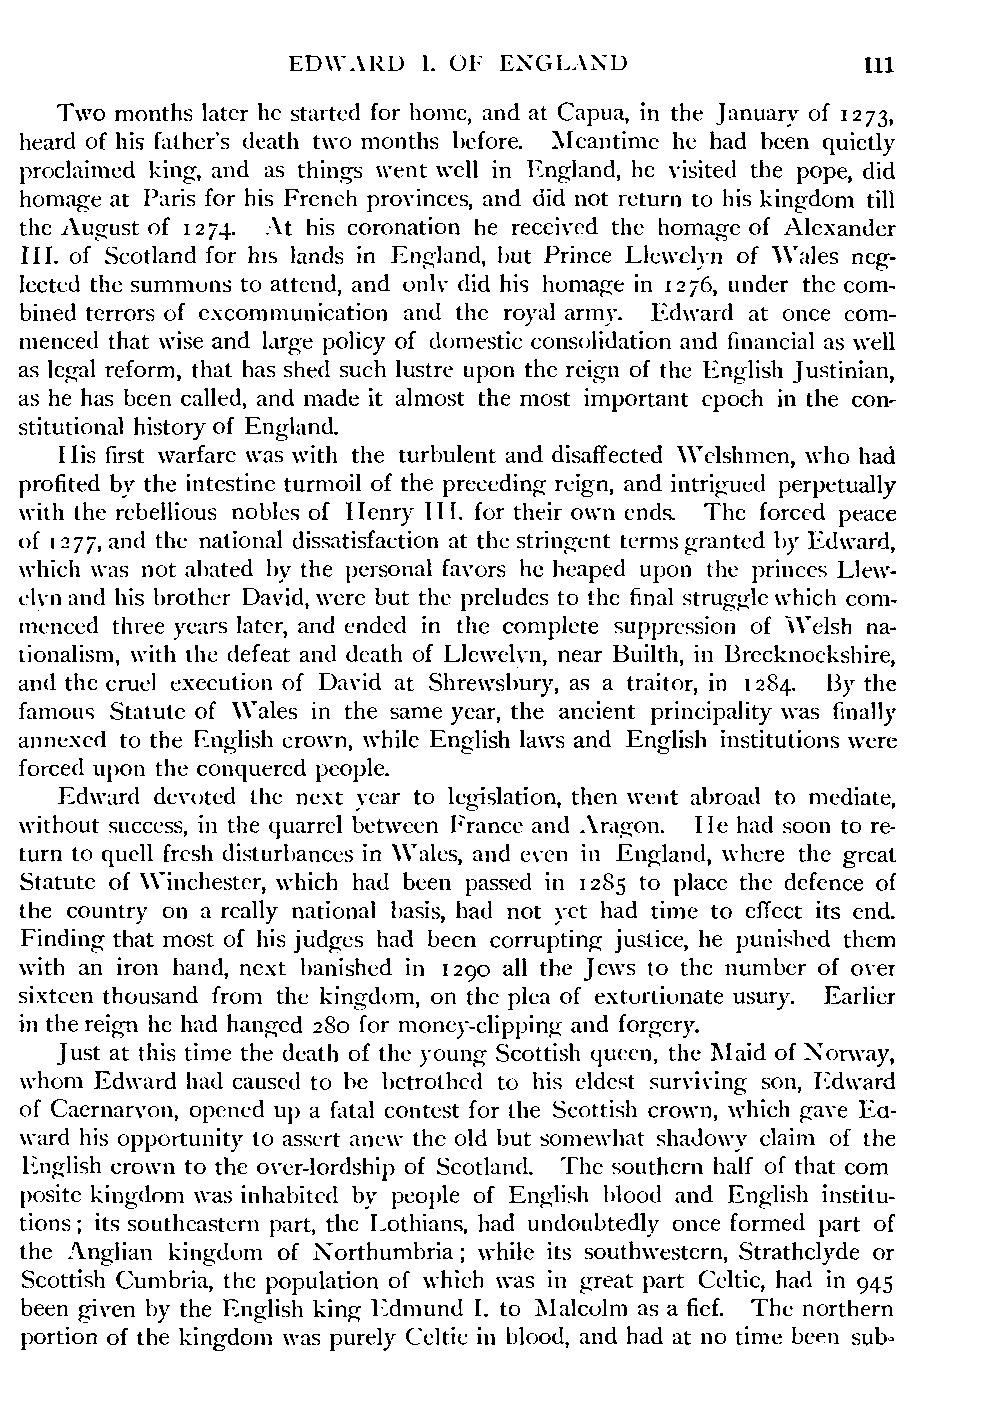 EDWARD I. OF ENGLAND 111
Two months later he started for home, and at Capua, in the January of 1273,
heard of his father's death two months before. Meantime he had been quietly
proclaimed king, and as things went well in England, he visited the pope, did
homage at Paris for his French provinces, and did not return to his kingdom till
the August of 1274. At his coronation he received the homage of Alexander
III. of Scotland for his lands in England, but Prince Llewelyn of Wales neg-
lected the summons to attend, and only did his homage in 1276, under the com-
bined terrors of excommunication and the royal army. Edward at once com-
menced that wise and large policy of domestic consolidation and financial as well
as legal reform, that has shed such lustre upon the reign of the English Justinian,
as he has been called, and made it almost the most important epoch in the con-
stitutional history of England.
His first warfare was with the turbulent and disaffected Welshmen, who had
profited by the intestine turmoil of the preceding reign, and intrigued perpetually
with the rebellious nobles of Henry III. for their own ends. The forced peace
of 1277, and the national dissatisfaction at the stringent terms granted by Edward,
which was not abated by the personal favors he heaped upon the princes Llew-
elyn and his brother David, were but the preludes to the final struggle which com-
menced three years later, and ended in the complete suppression of Welsh na-
tionalism, with the defeat and death of Llewelyn, near Builth, in Brecknockshire,
and the cruel execution of David at Shrewsbury, as a traitor, in 1284. By the
famous Statute of Wales in the same year, the ancient principality was finally
annexed to the English crown, while English laws and English institutions were
forced upon the conquered people.
Edward devoted the next year to legislation, then went abroad to mediate,
without success, in the quarrel between France and Aragon. He had soon to re-
turn to quell fresh disturbances in Wales, and even in England, where the great
Statute of Winchester, which had been passed in 1285 to place the defence of
the country on a really national basis, had not yet had time to effect its end.
Finding that most of his judges had been corrupting justice, he punished them
with an iron hand, next banished in 1290 all the Jews to the number of over
sixteen thousand from the kingdom, on the plea of extortionate usury. Earlier
in the reign he had hanged 280 for money-clipping and forgery.
Just at this time the death of the young Scottish queen, the Maid of Norway,
whom Edward had caused to be betrothed to his eldest surviving son, Edward
of Caernarvon, opened up a fatal contest for the Scottish crown, which gave Ed-
ward his opportunity to assert anew the old but somewhat shadowy claim of the
English crown to the over-lordship of Scotland. The southern half of that com
posite kingdom was inhabited by people of English blood and English institu-
tions; its southeastern part, the Lothians, had undoubtedly once formed part of
the Anglian kingdom of Northumbria; while its southwestern, Strathclyde or
Scottish Cumbria, the population of which was in great part Celtic, had in 945
been given by the English king Edmund I. to Malcolm as a fief. The northern
portion of the kingdom was purely Celtic in blood, and had at no time been sub-